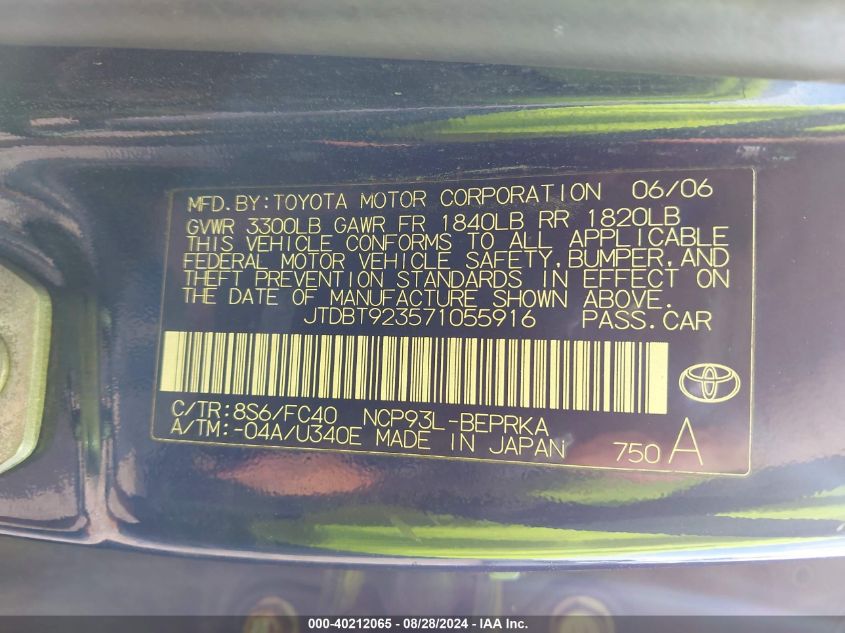 MFD.BY:TOYOTA MOTOR CORPORATION 06/06
GVWR 3300LB GAWR FR 1840LB RR 1820LB
THIS VEHICLE CONFORMS TO ALL APPLICABLE
FEDERAL MOTOR VEHICLE SAFETY,BUMPER,AND
THEFT PREVENTION STANDARDS IN EFFECT ON
THE DATE OF MANUFACTURE SHOWN ABOVE.
JTDBT923571055916 PASS.CAR
C/TR:8S6/FC40 NCP93L-BEPRKA
A/TM:-04A/U340E MADE IN JAPAN 750 A
000-40212065 | 08/28/2024 - IAA Inc.